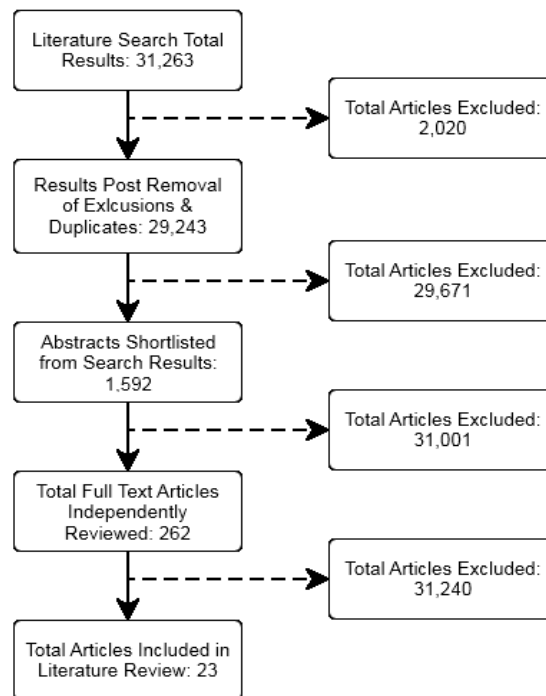 Literature Search Total
Results: 31,263
Total Articles Excluded:
2,020
Results Post Removal
of Exlcusions &
Duplicates: 29,243
Total Articles Excluded:
29,671
Abstracts Shortlisted
from Search Results:
1,592
Total Articles Excluded:
31,001
Total Full Text Articles
Independently
Reviewed: 262
Total Articles Excluded:
31,240
Total Articles Included in
Literature Review: 23